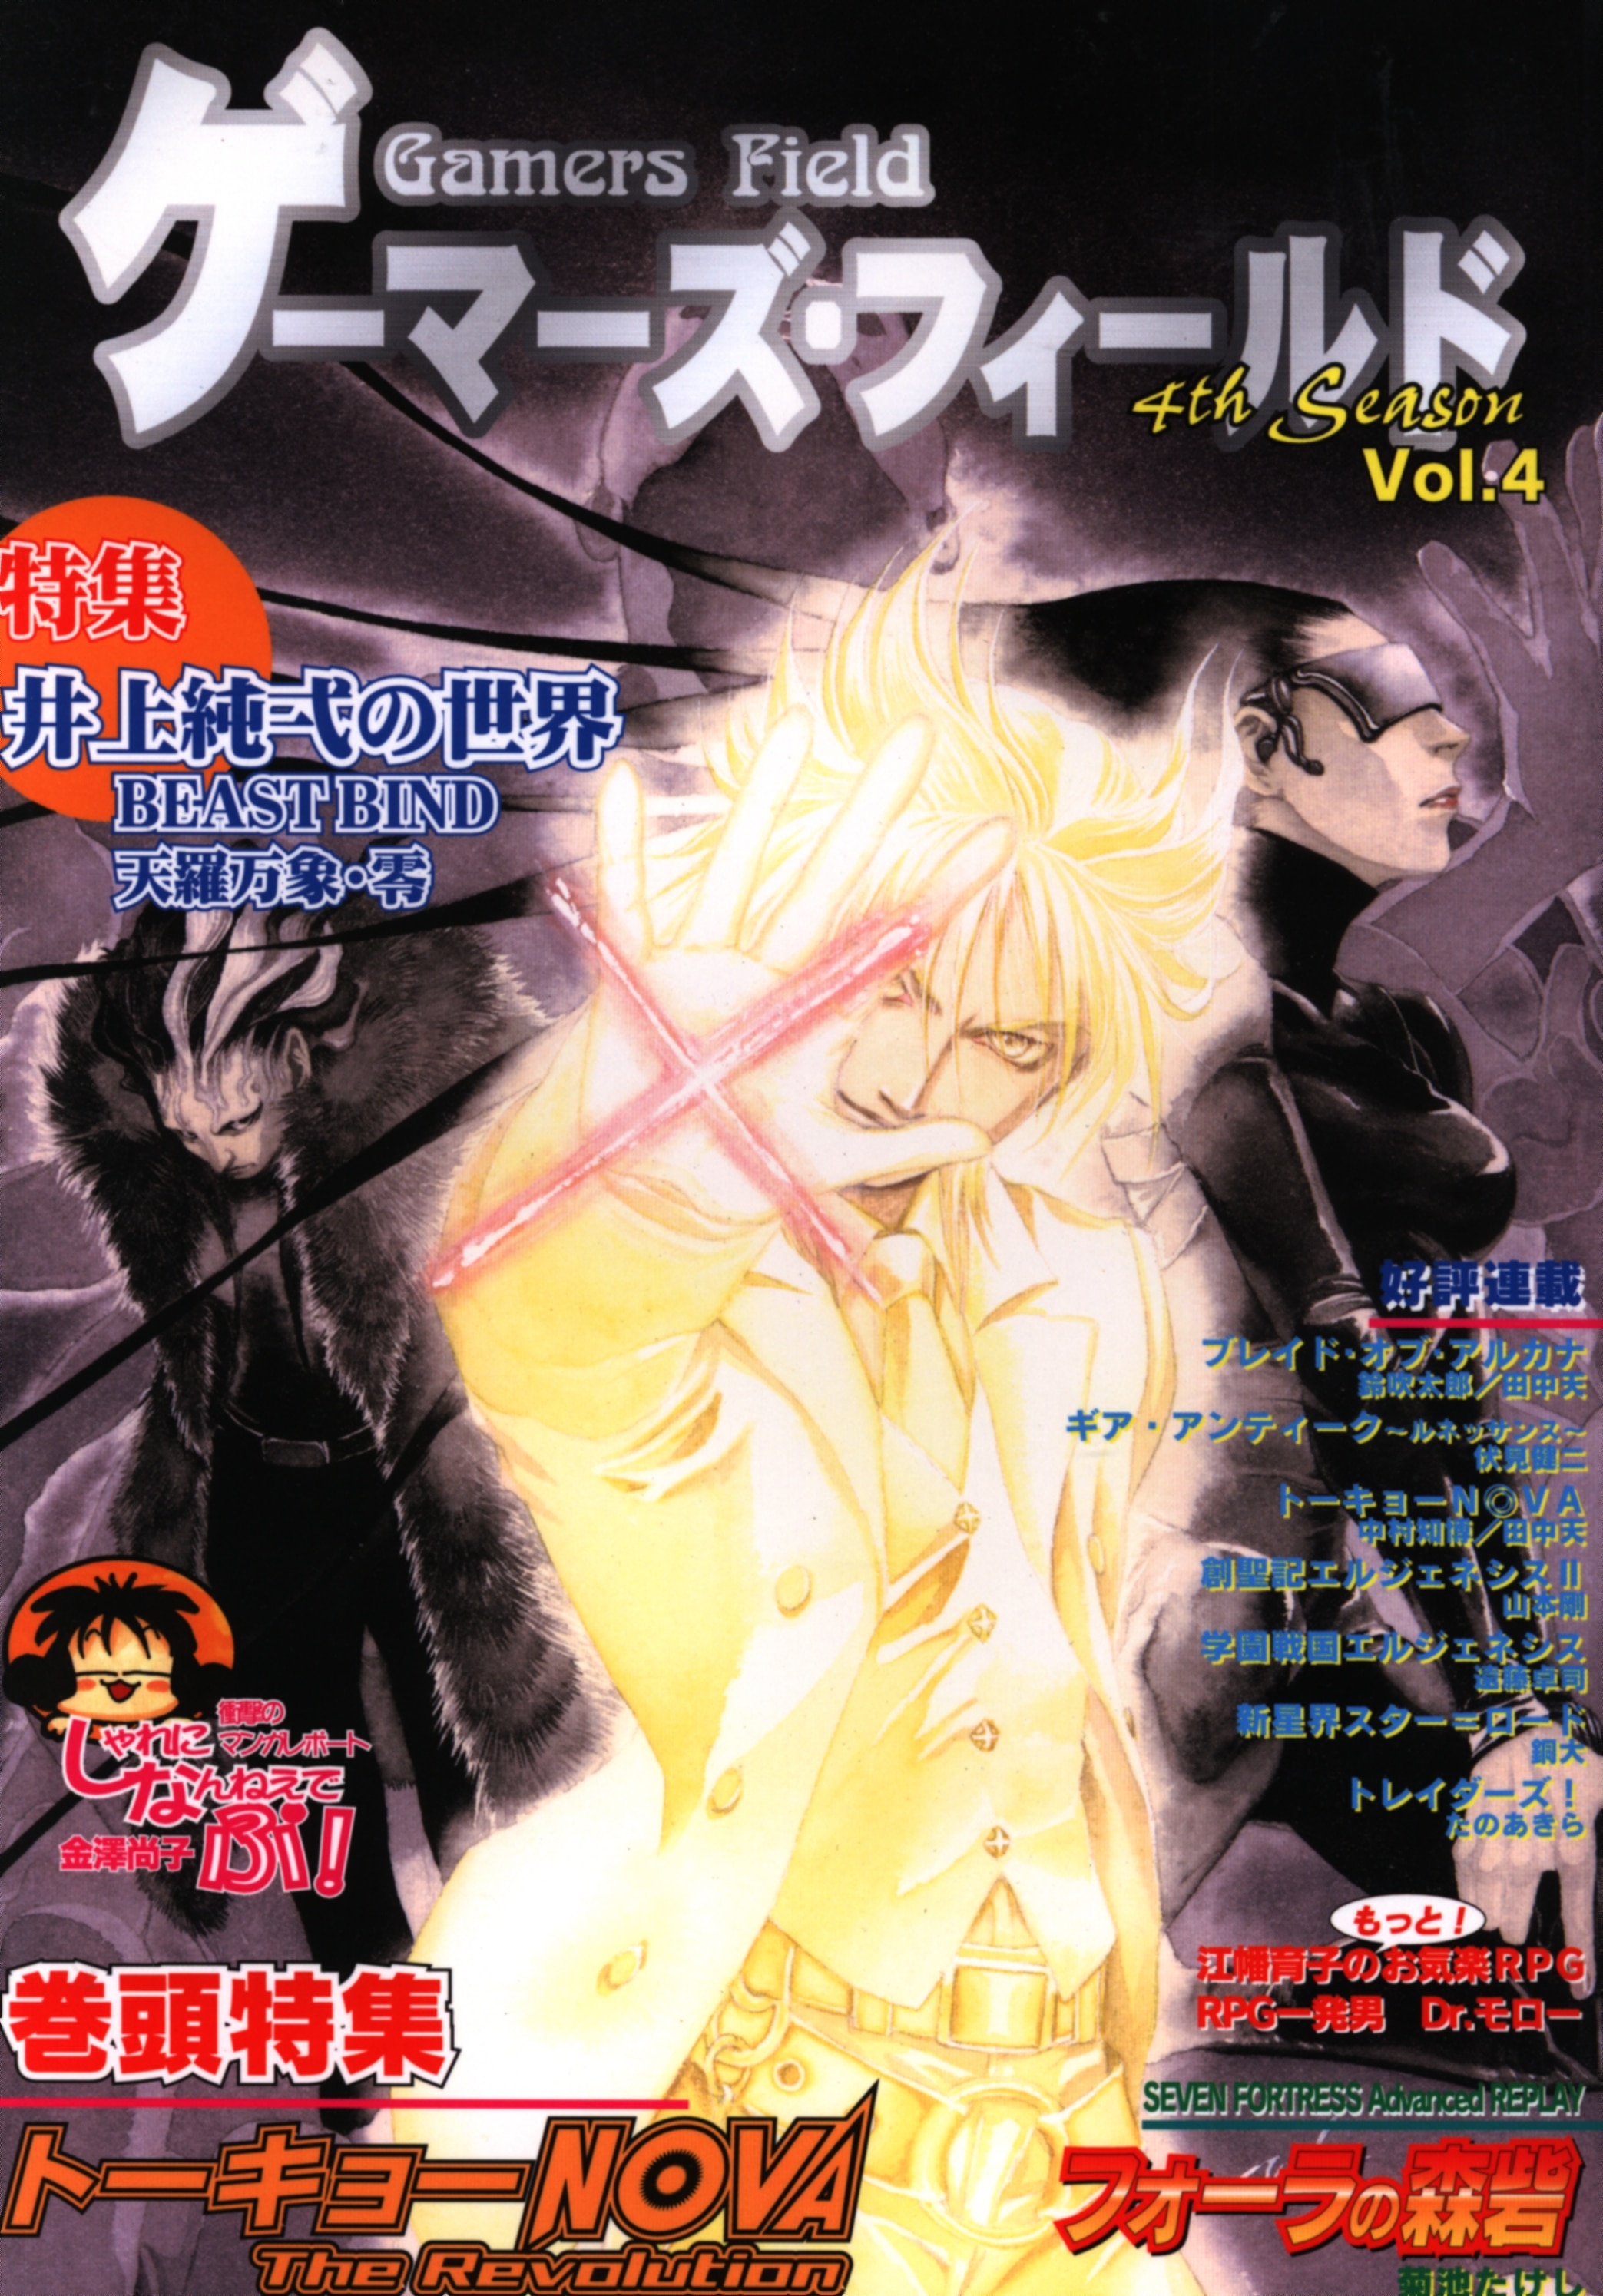 Gamers Field
ゲーマーズ・フィールド
4th Season
Vol.4
特集
井上純弌の世界
BEAST BIND
天羅万象・零
好評連載
ブレイド・オブ・アルカナ
鈴吹太郎／田中天
ギア・アンティーク～ルネッサンス～
伏見健二
トーキョーN◎VA
中村知博／田中天
創聖記エルジェネシスⅡ
山本剛
学園戦国エルジェネシス
遠藤卓司
新星界スター＝ロード
鋼大
トレイダーズ！
たのあきら
衝撃の
マンガレポート
しゃれに
なんねえで
ぷ！
金澤尚子
もっと！
江幡育子のお気楽RPG
RPG一発男　Dr.モロー
巻頭特集
トーキョーNOVA
The Revolution
SEVEN FORTRESS Advanced REPLAY
フォーラの森砦
菊池たけし